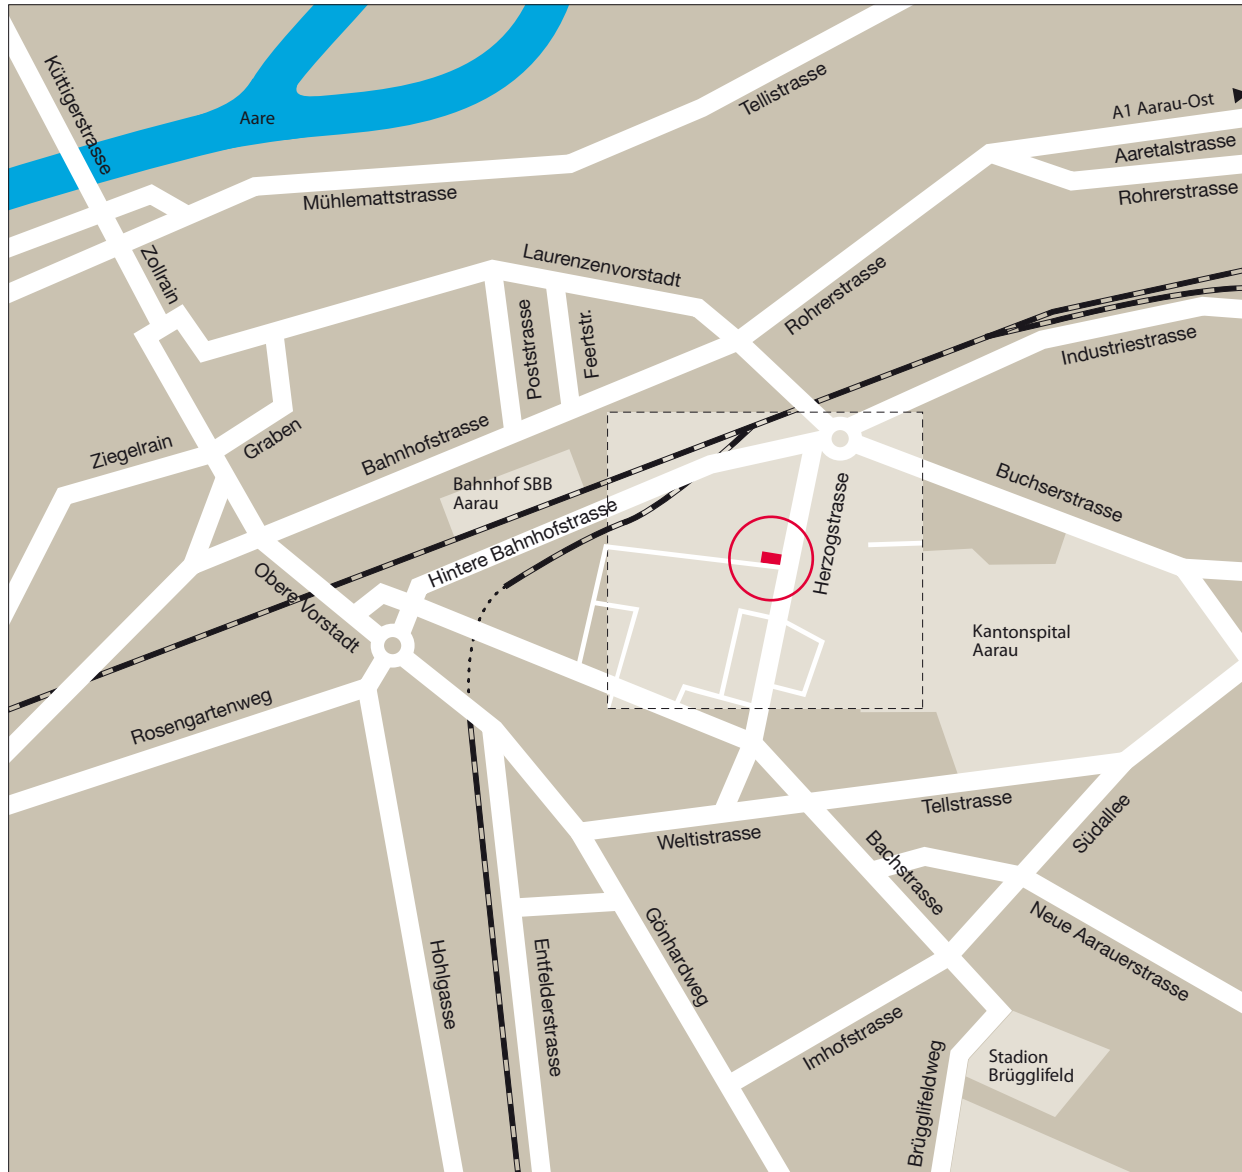 Küttigerstrasse
Aare
Tellistrasse
A1 Aarau-Ost
Aaretalstrasse
Rohrerstrasse
Mühlemattstrasse
Zollrain
Laurenzenvorstadt
Rohrerstrasse
Poststrasse
Feertstr.
Industriestrasse
Ziegelrain
Graben
Bahnhofstrasse
Bahnhof SBB
Aarau
Buchserstrasse
Hintere Bahnhofstrasse
Herzogstrasse
Obere Vorstadt
Kantonspital
Aarau
Rosengartenweg
Tellstrasse
Weltistrasse
Südallee
Bachstrasse
Neue Aarauerstrasse
Gönhardweg
Hohlgasse
Entfelderstrasse
Imhofstrasse
Stadion
Brügglifeld
Brügglifeldweg